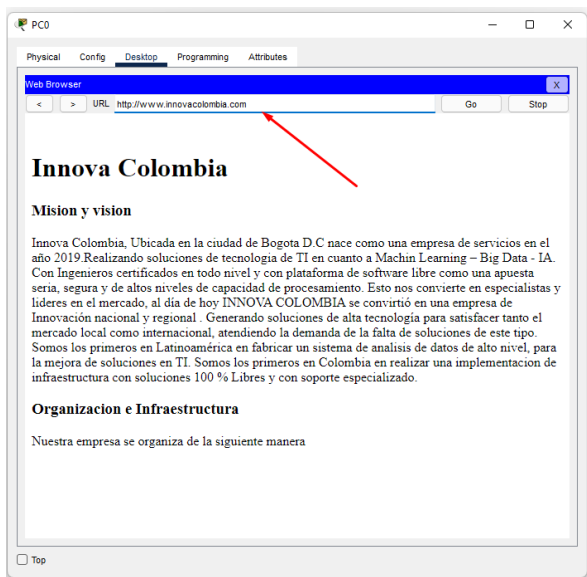 PC0
Physical Config Desktop Programming Attributes
Web Browser X
< > URL http://www.innovacolombia.com Go Stop
Innova Colombia
Mision y vision
Innova Colombia, Ubicada en la ciudad de Bogota D.C nace como una empresa de servicios en el
año 2019.Realizando soluciones de tecnologia de TI en cuanto a Machin Learning – Big Data - IA.
Con Ingenieros certificados en todo nivel y con plataforma de software libre como una apuesta
seria, segura y de altos niveles de capacidad de procesamiento. Esto nos convierte en especialistas y
lideres en el mercado, al día de hoy INNOVA COLOMBIA se convirtió en una empresa de
Innovación nacional y regional . Generando soluciones de alta tecnología para satisfacer tanto el
mercado local como internacional, atendiendo la demanda de la falta de soluciones de este tipo.
Somos los primeros en Latinoamérica en fabricar un sistema de analisis de datos de alto nivel, para
la mejora de soluciones en TI. Somos los primeros en Colombia en realizar una implementacion de
infraestructura con soluciones 100 % Libres y con soporte especializado.
Organizacion e Infraestructura
Nuestra empresa se organiza de la siguiente manera
Top